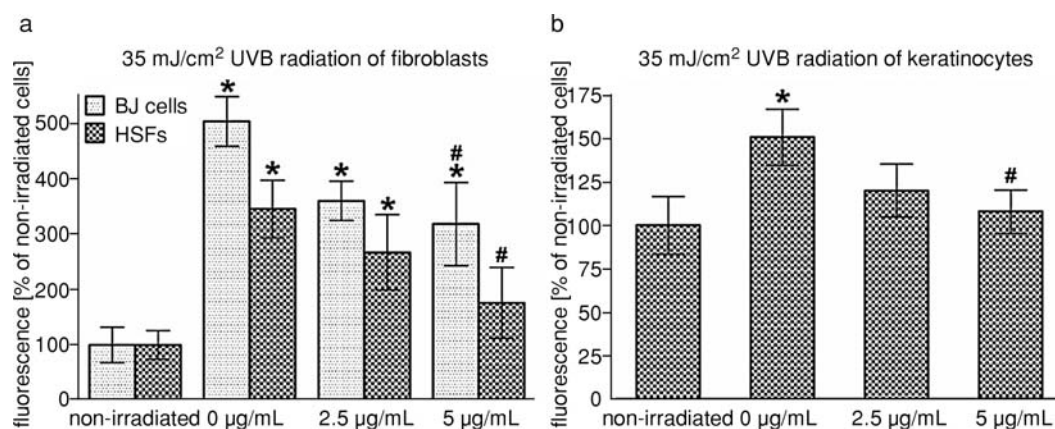 a
35 mJ/cm² UVB radiation of fibroblasts
fluorescence [% of non-irradiated cells]
BJ cells
HSFs
500
400
300
200
100
0
*
*
*
*
#
*
#
non-irradiated 0 µg/mL 2.5 µg/mL 5 µg/mL
b
35 mJ/cm² UVB radiation of keratinocytes
fluorescence [% of non-irradiated cells]
175
150
125
100
75
50
25
0
*
#
non-irradiated 0 µg/mL 2.5 µg/mL 5 µg/mL